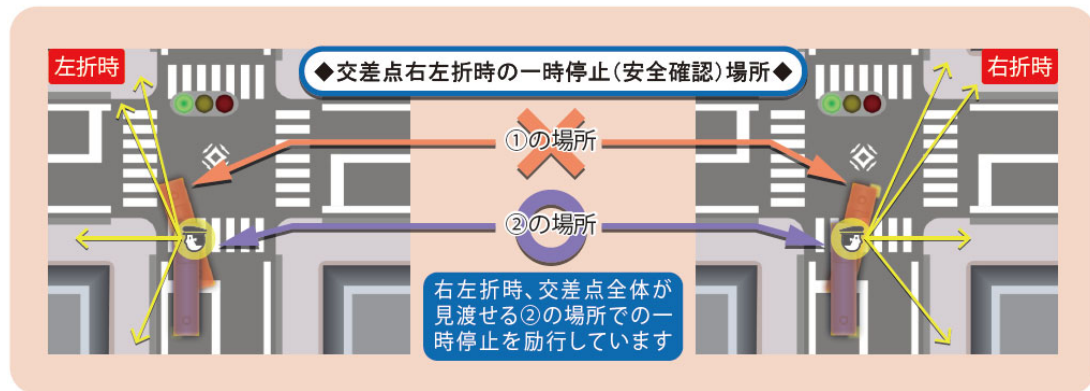 左折時
◆交差点右左折時の一時停止（安全確認）場所◆
右折時
①の場所
②の場所
右左折時、交差点全体が
見渡せる②の場所での一
時停止を励行しています